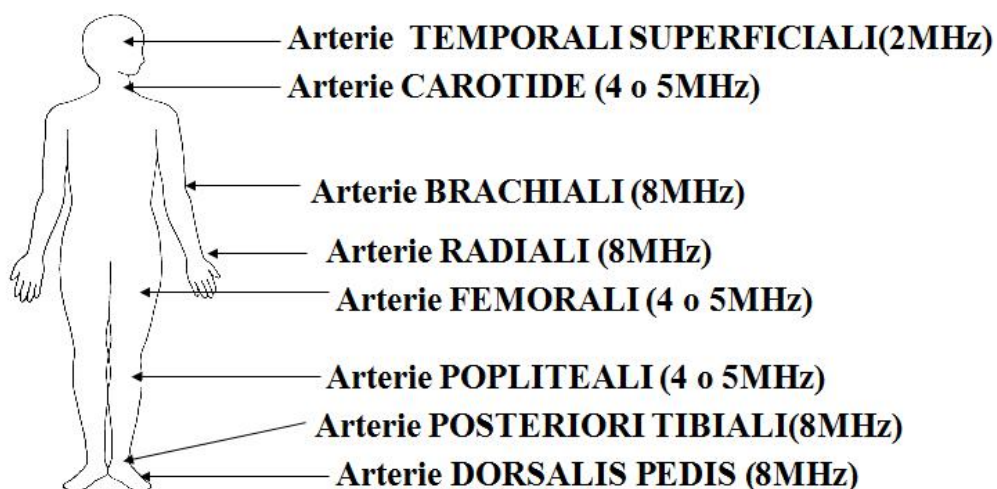 Arterie TEMPORALI SUPERFICIALI(2MHz)
Arterie CAROTIDE (4 o 5MHz)
Arterie BRACHIALI (8MHz)
Arterie RADIALI (8MHz)
Arterie FEMORALI (4 o 5MHz)
Arterie POPLITEALI (4 o 5MHz)
Arterie POSTERIORI TIBIALI(8MHz)
Arterie DORSALIS PEDIS (8MHz)